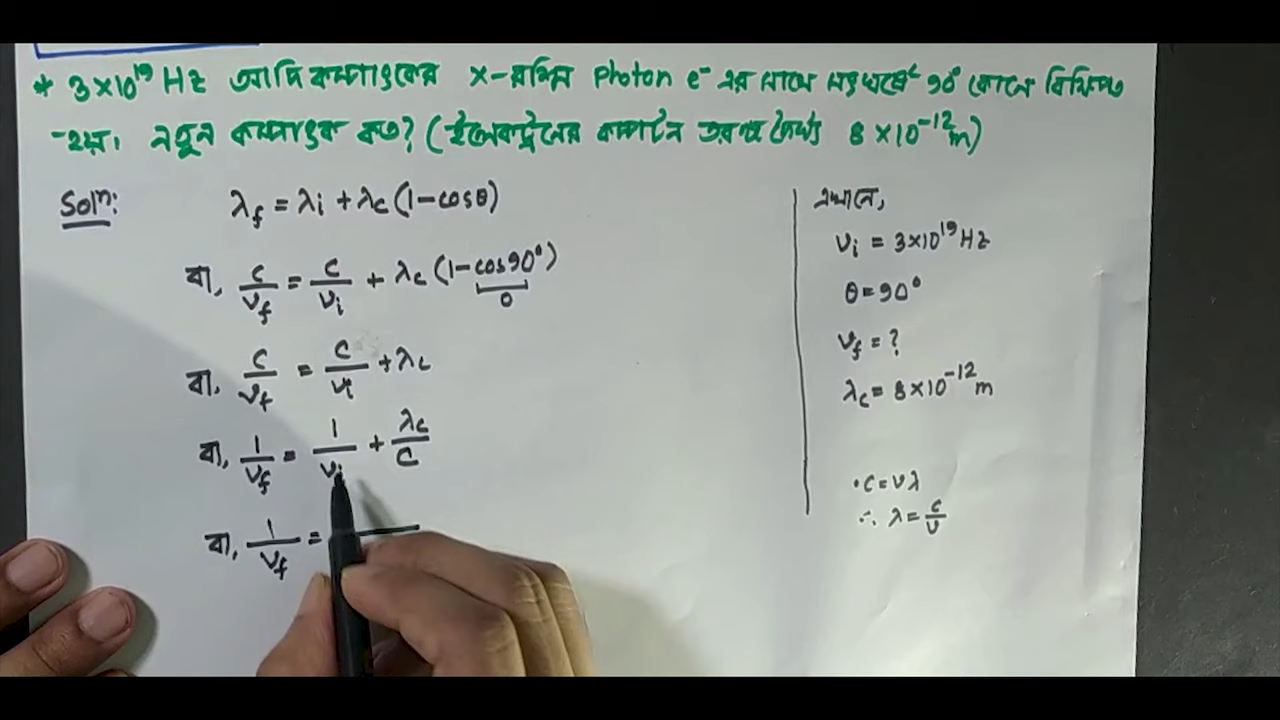 * 3×10¹⁹ Hz আদি কম্পাংকের x-রশ্মির Photon e⁻ এর সাথে সংঘর্ষে 90° কোনে বিক্ষিপ্ত
হয়। নতুন কম্পাংক কত? (ইলেকট্রনের কম্পটন তরঙ্গ দৈর্ঘ্য 8×10⁻¹²m)
Solⁿ:
λf = λi + λc (1-cosθ)
বা, c/νf = c/νi + λc (1-cos90°)
0
বা, c/νf = c/νi + λc
বা, 1/νf = 1/νi + λc/c
বা, 1/νf =
এখানে,
νi = 3×10¹⁹Hz
θ=90°
νf = ?
λc = 8×10⁻¹²m
·c=νλ
∴ λ = c/ν